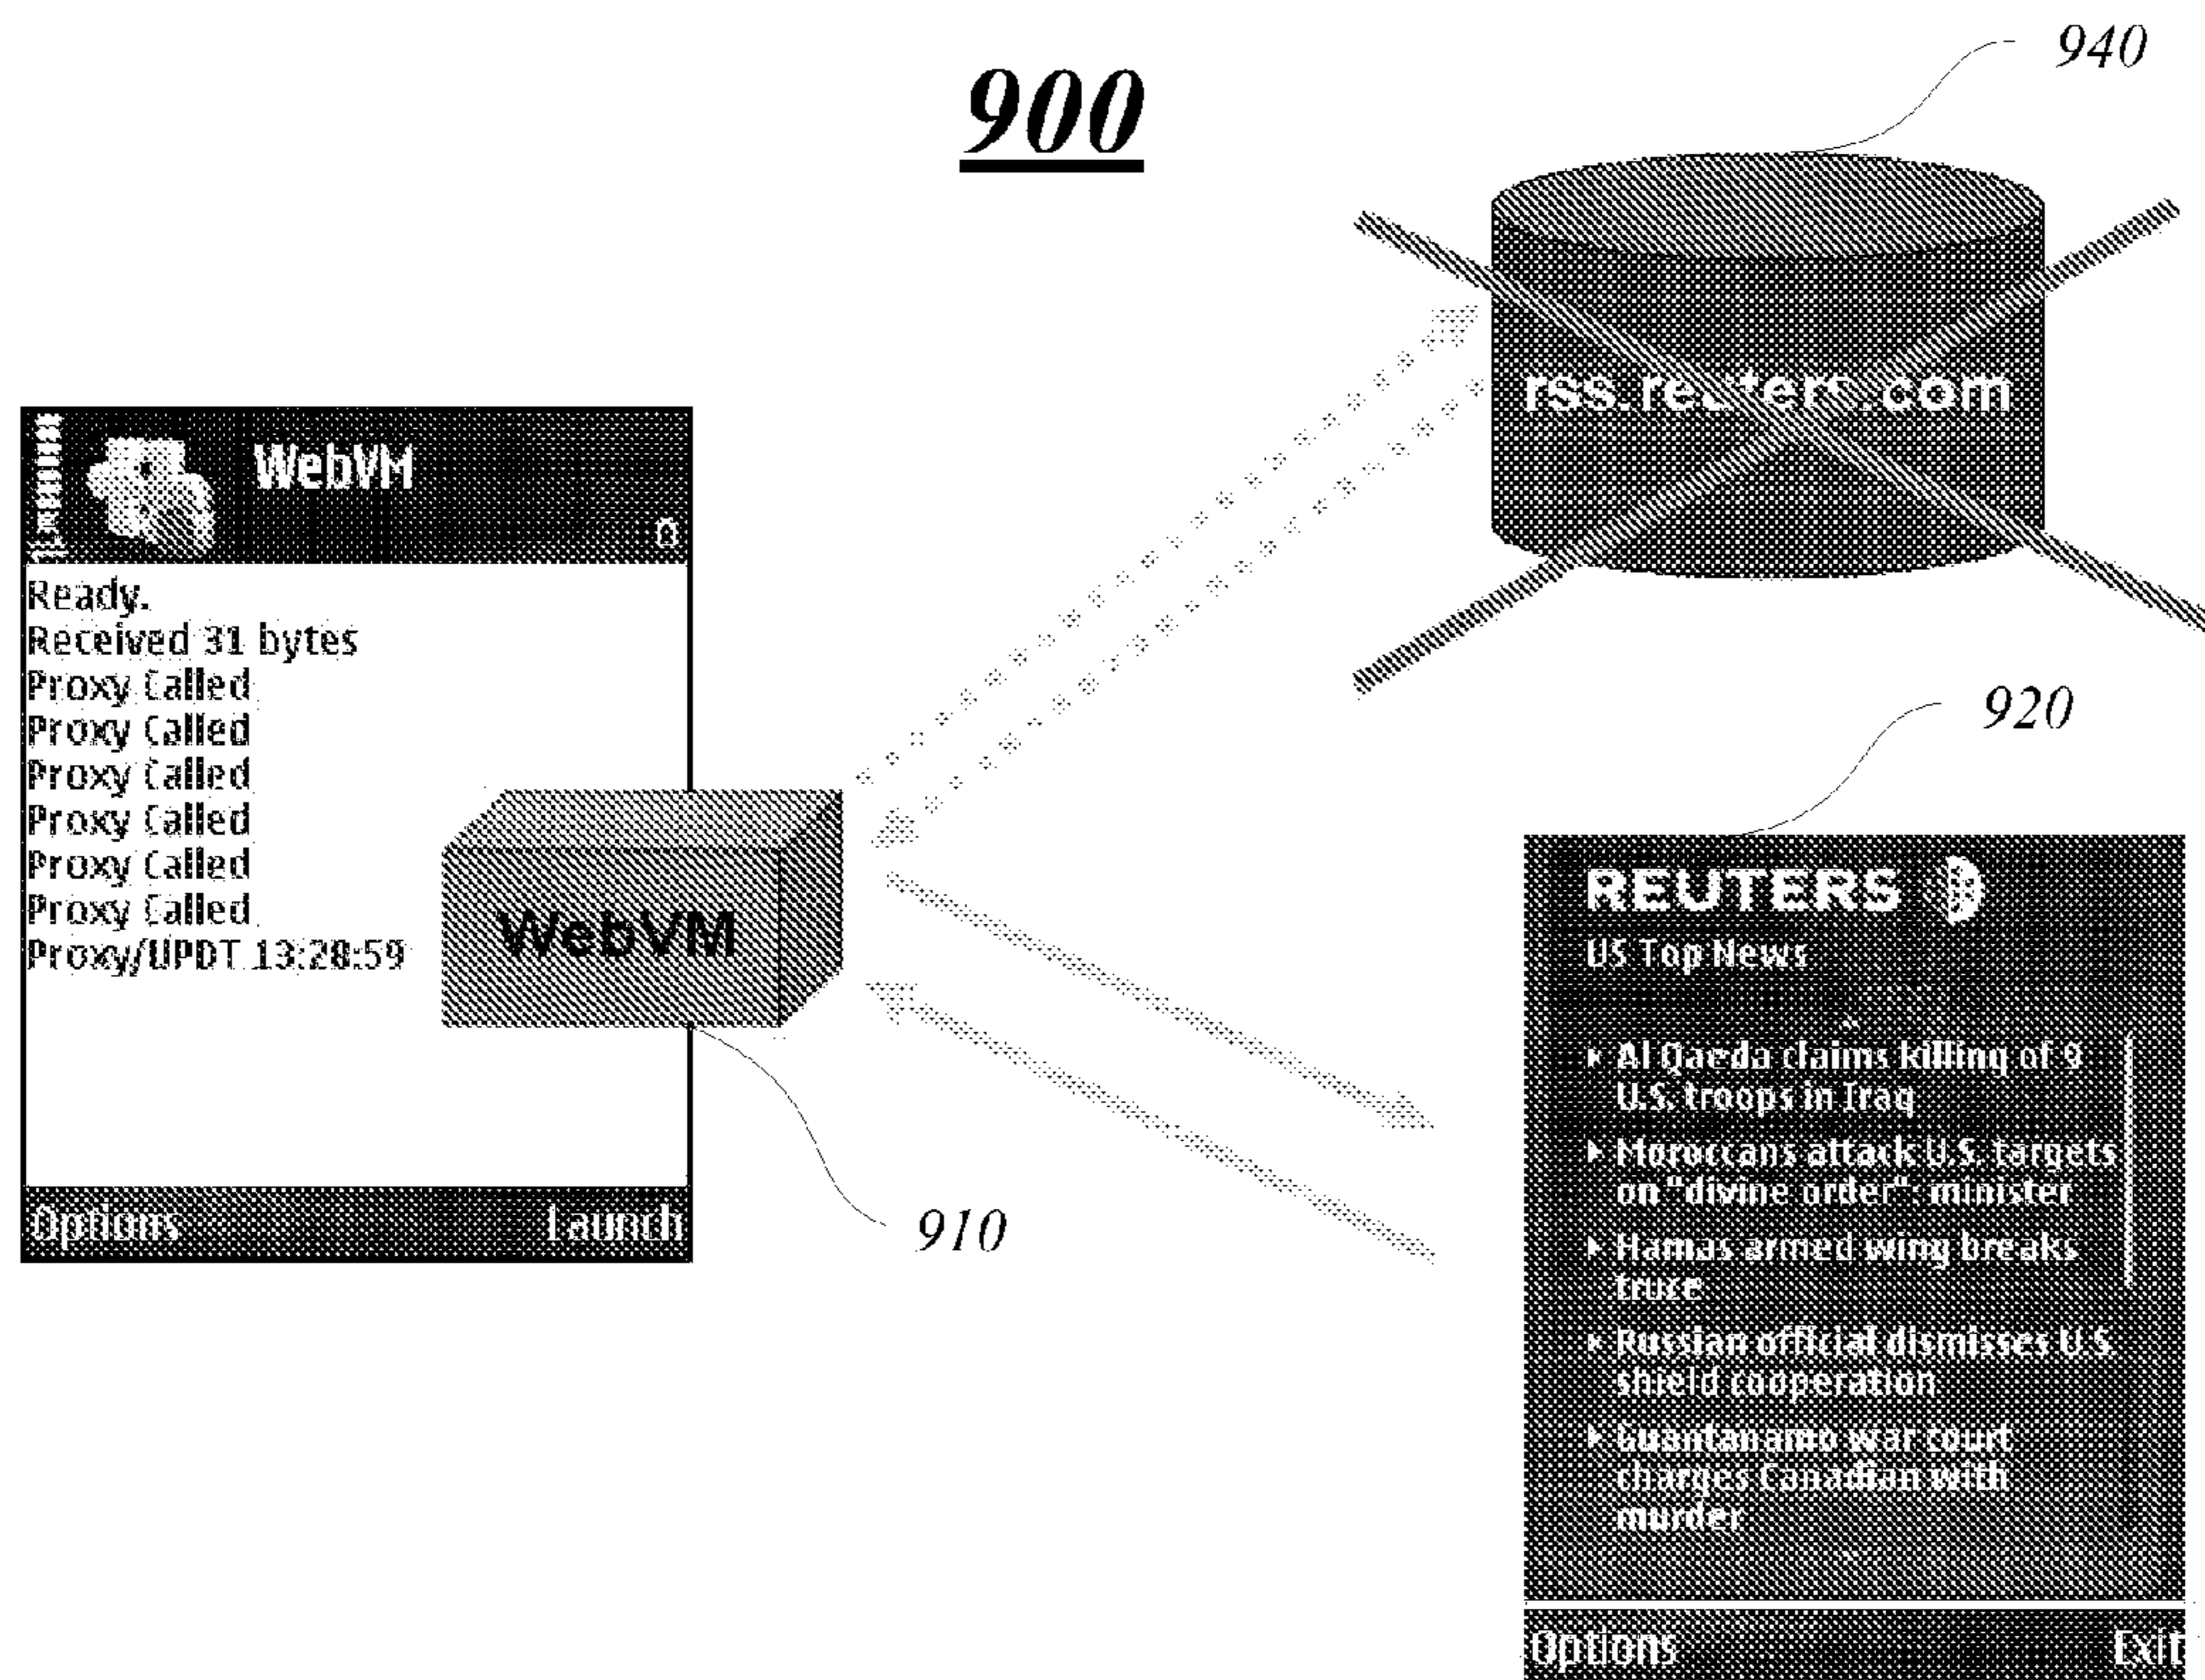 900
940
rss.reuters.com
WebVM
Ready.
Received 31 bytes
Proxy Called
Proxy Called
Proxy Called
Proxy Called
Proxy Called
Proxy Called
Proxy/UPDT 13:28:59
WebVM
Options Launch
910
920
REUTERS
US Top News
Al Qaeda claims killing of 9
U.S. troops in Iraq
Moroccans attack U.S. targets
on "divine order": minister
Hamas armed wing breaks
truce
Russian official dismisses U.S.
shield cooperation
Guantanamo war court
charges Canadian with
murder
Options Exit